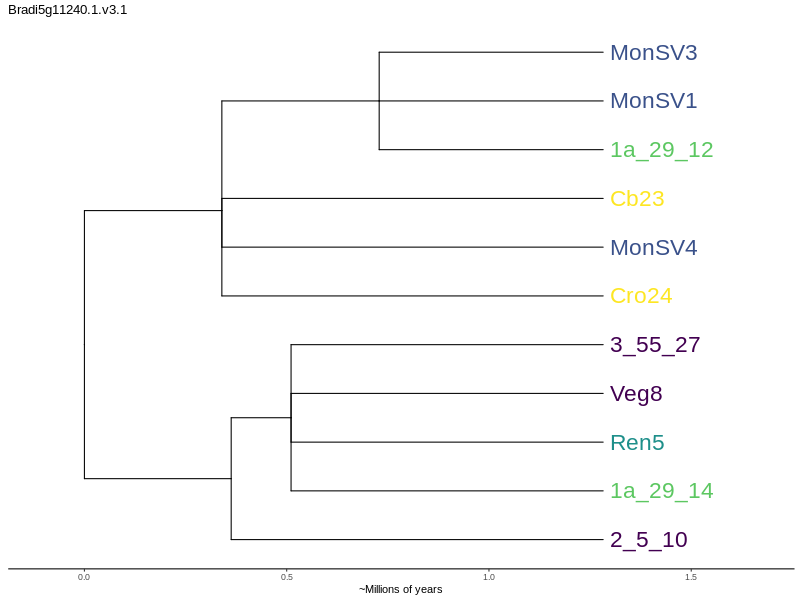 Bradi5g11240.1.v3.1
MonSV3
MonSV1
1a_29_12
Cb23
MonSV4
Cro24
3_55_27
Veg8
Ren5
1a_29_14
2_5_10
0.0 0.5 1.0 1.5
~Millions of years